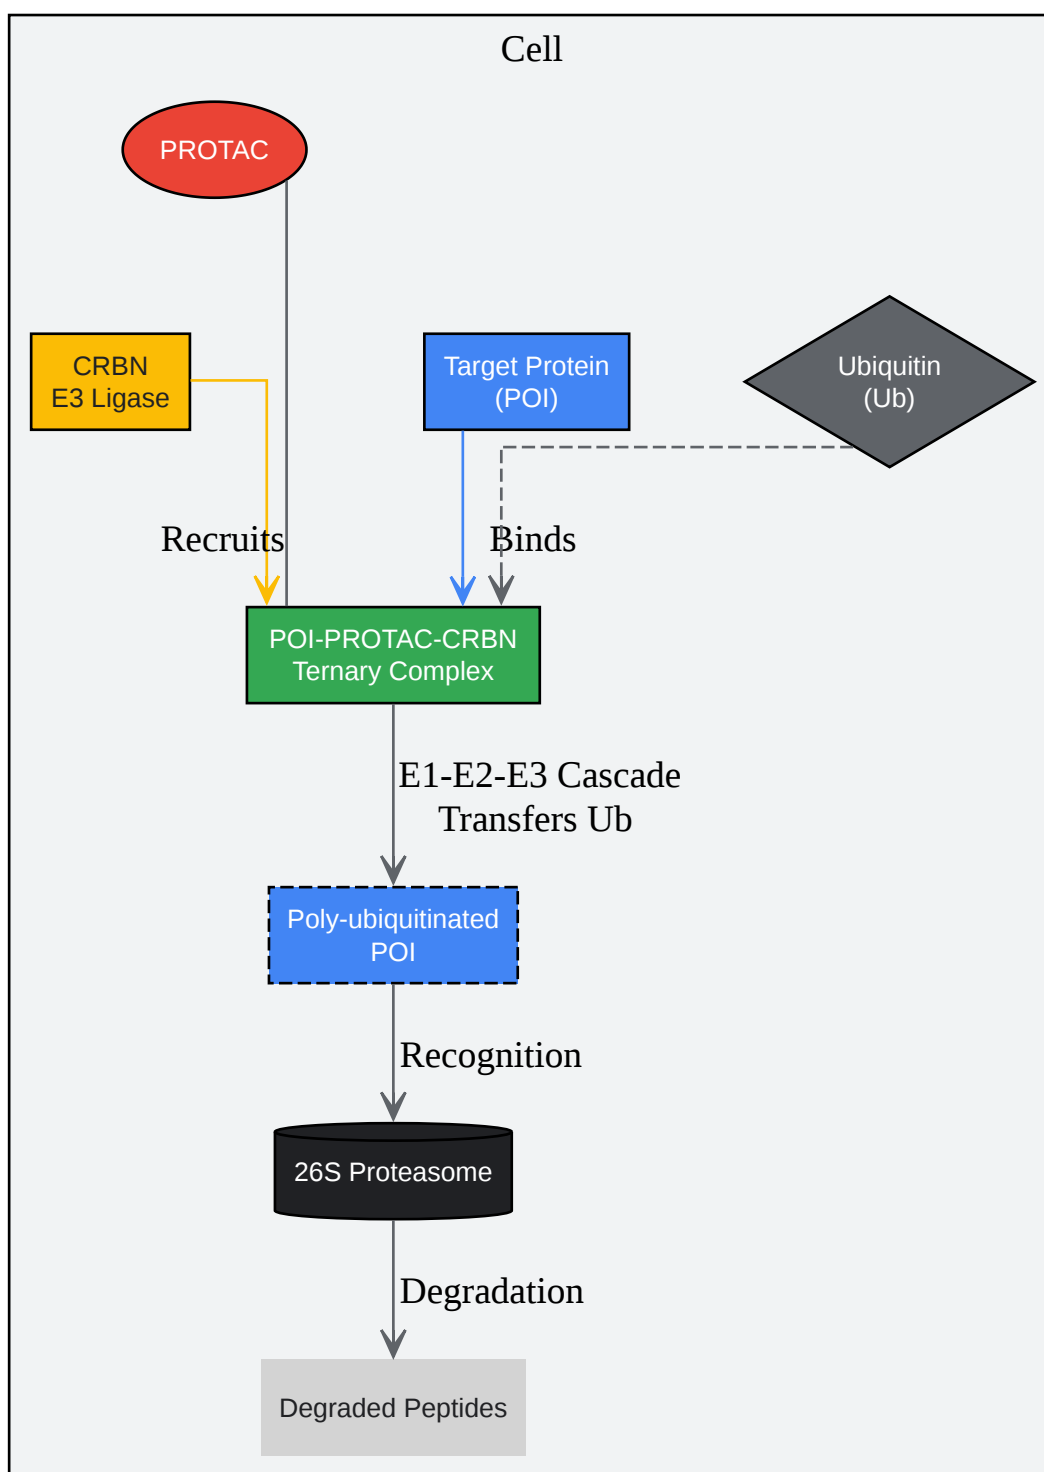 Cell
PROTAC
CRBN
E3 Ligase
Target Protein
(POI)
Ubiquitin
(Ub)
Recruits
Binds
POI-PROTAC-CRBN
Ternary Complex
E1-E2-E3 Cascade
Transfers Ub
Poly-ubiquitinated
POI
Recognition
26S Proteasome
Degradation
Degraded Peptides